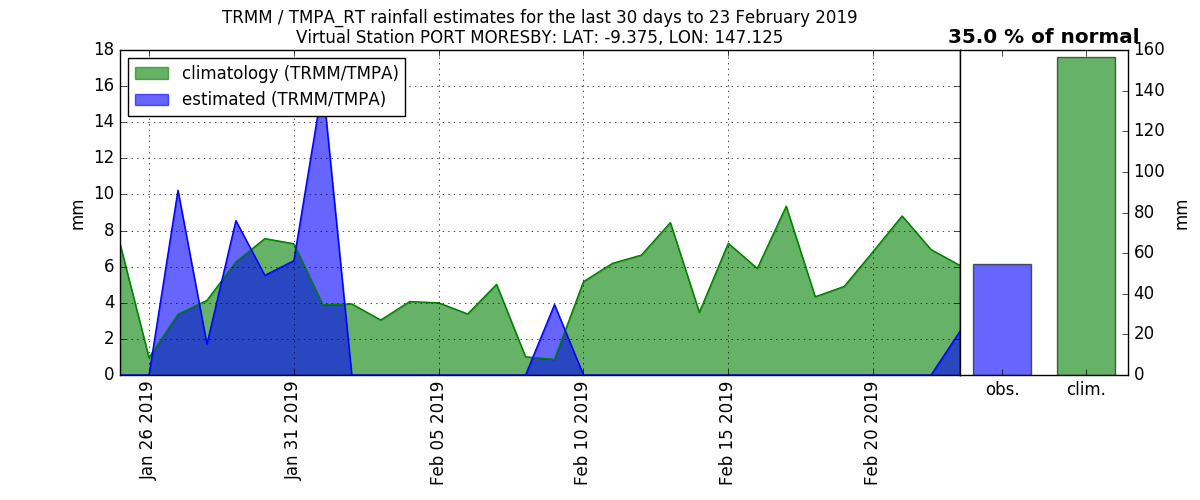 TRMM / TMPA_RT rainfall estimates for the last 30 days to 23 February 2019
Virtual Station PORT MORESBY: LAT: -9.375, LON: 147.125
35.0 % of normal
climatology (TRMM/TMPA)
estimated (TRMM/TMPA)
18
16
14
12
10
8
6
4
2
0
mm
Jan 26 2019
Jan 31 2019
Feb 05 2019
Feb 10 2019
Feb 15 2019
Feb 20 2019
obs.
clim.
160
140
120
100
80
60
40
20
0
mm